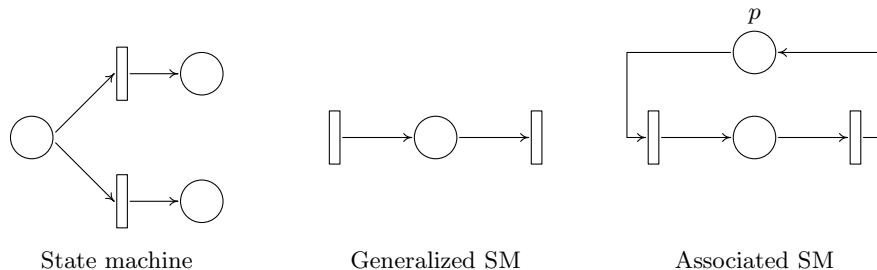 p
State machine
Generalized SM
Associated SM